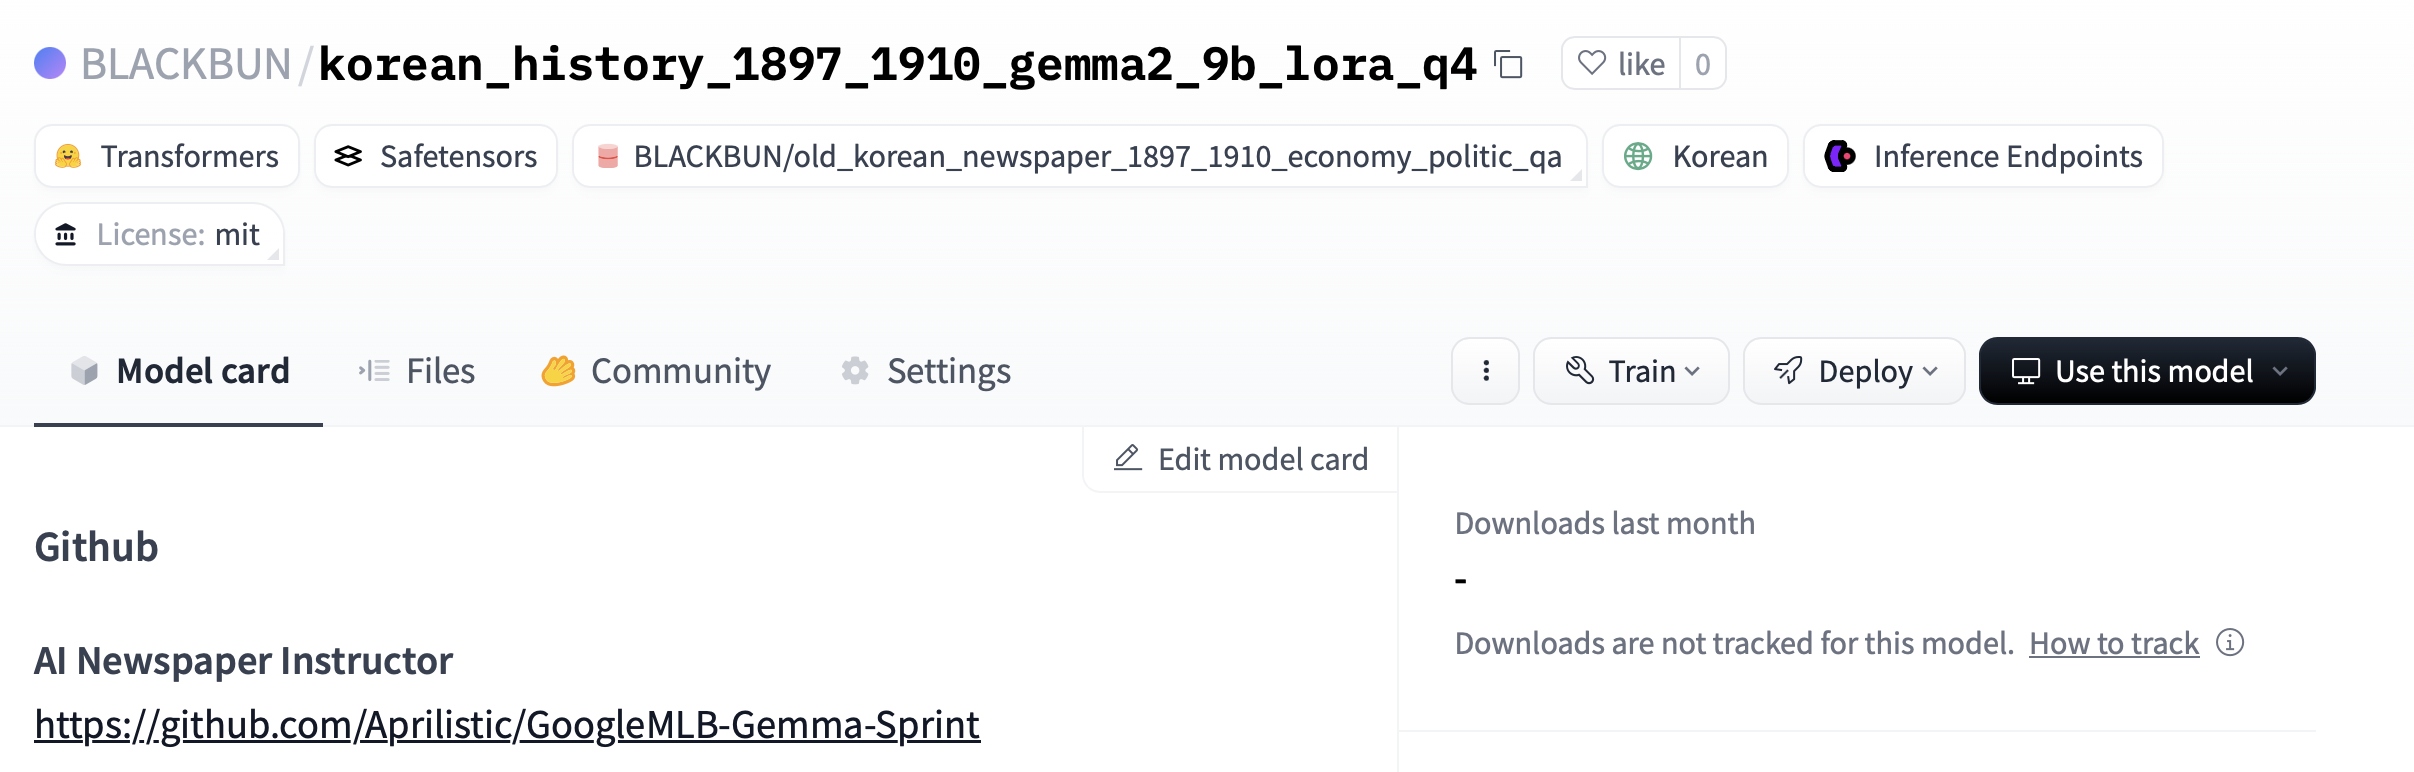 BLACKBUN/korean_history_1897_1910_gemma2_9b_lora_q4 like 0
Transformers Safetensors BLACKBUN/old_korean_newspaper_1897_1910_economy_politic_qa Korean Inference Endpoints
License: mit
Model card Files Community Settings Train Deploy Use this model
Edit model card
Github
AI Newspaper Instructor
https://github.com/Aprilistic/GoogleMLB-Gemma-Sprint
Downloads last month
-
Downloads are not tracked for this model. How to track